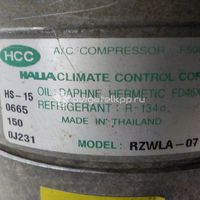 HCC
A/C COMPRESSOR
HALLA CLIMATE CONTROL CORP
HS-15 OIL: DAPHNE HERMETIC FD46X
0665 REFRIGERANT: R-134a
150 MADE IN THAILAND
0J231 MODEL: RZWLA-07